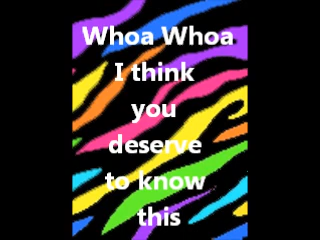 Whoa Whoa
I think
you
deserve
to know
this